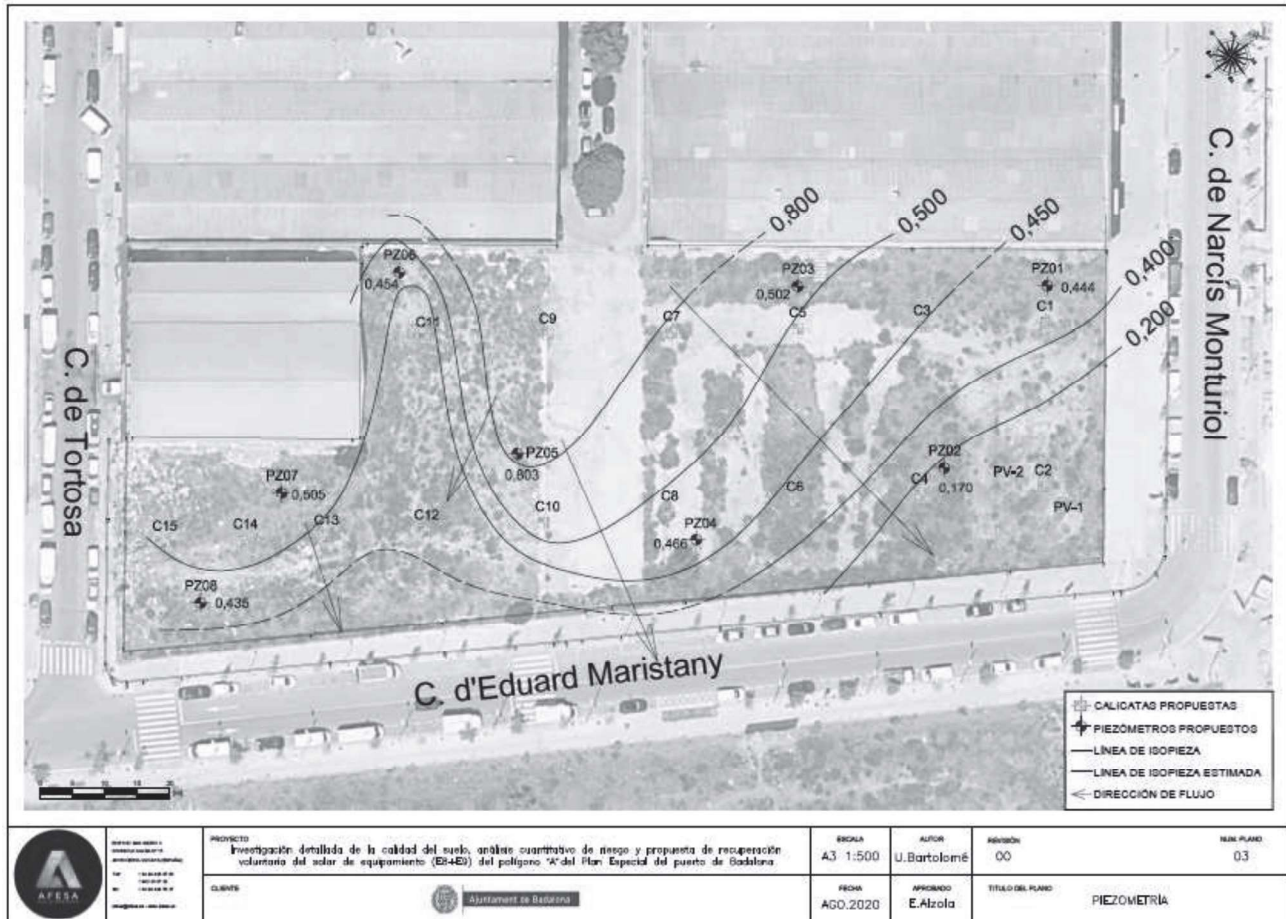 0,800
0,500
0,450
0,400
0,200
C. de Narcís Monturiol
PZ06
0,454
PZ03
0,502
PZ01
0,444
C11
C9
C7
C5
C3
C1
C. de Tortosa
PZ05
0,803
PZ07
0,505
PZ02
0,170
C4
PV-2
C2
PV-1
C15
C14
C13
C12
C10
C8
C6
PZ04
0,466
PZ08
0,435
C. d'Eduard Maristany
CALICATAS PROPUESTAS
PIEZÓMETROS PROPUESTOS
LÍNEA DE ISOPIEZA
LÍNEA DE ISOPIEZA ESTIMADA
DIRECCIÓN DE FLUJO
AFESA
PROYECTO
Investigación detallada de la calidad del suelo, análisis cuantitativo de riesgo y propuesta de recuperación
voluntaria del solar de equipamiento (E8+E9) del polígono "A" del Plan Especial del puerto de Badalona
CLIENTE
Ajuntament de Badalona
ESCALA
A3 1:500
AUTOR
U.Bartolomé
REVISIÓN
00
NUM. PLANO
03
FECHA
AGO.2020
APROBADO
E.Alzola
TITULO DEL PLANO
PIEZOMETRÍA